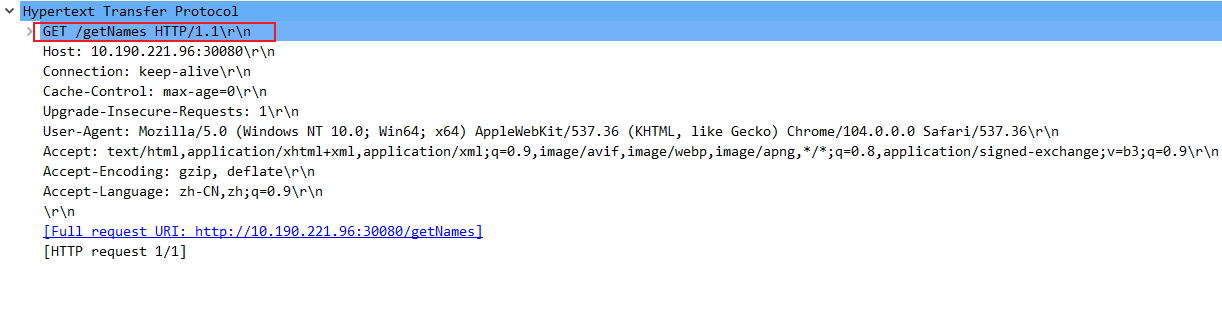 Hypertext Transfer Protocol
GET /getNames HTTP/1.1\r\n
Host: 10.190.221.96:30080\r\n
Connection: keep-alive\r\n
Cache-Control: max-age=0\r\n
Upgrade-Insecure-Requests: 1\r\n
User-Agent: Mozilla/5.0 (Windows NT 10.0; Win64; x64) AppleWebKit/537.36 (KHTML, like Gecko) Chrome/104.0.0.0 Safari/537.36\r\n
Accept: text/html,application/xhtml+xml,application/xml;q=0.9,image/avif,image/webp,image/apng,*/*;q=0.8,application/signed-exchange;v=b3;q=0.9\r\n
Accept-Encoding: gzip, deflate\r\n
Accept-Language: zh-CN,zh;q=0.9\r\n
\r\n
[Full request URI: http://10.190.221.96:30080/getNames]
[HTTP request 1/1]